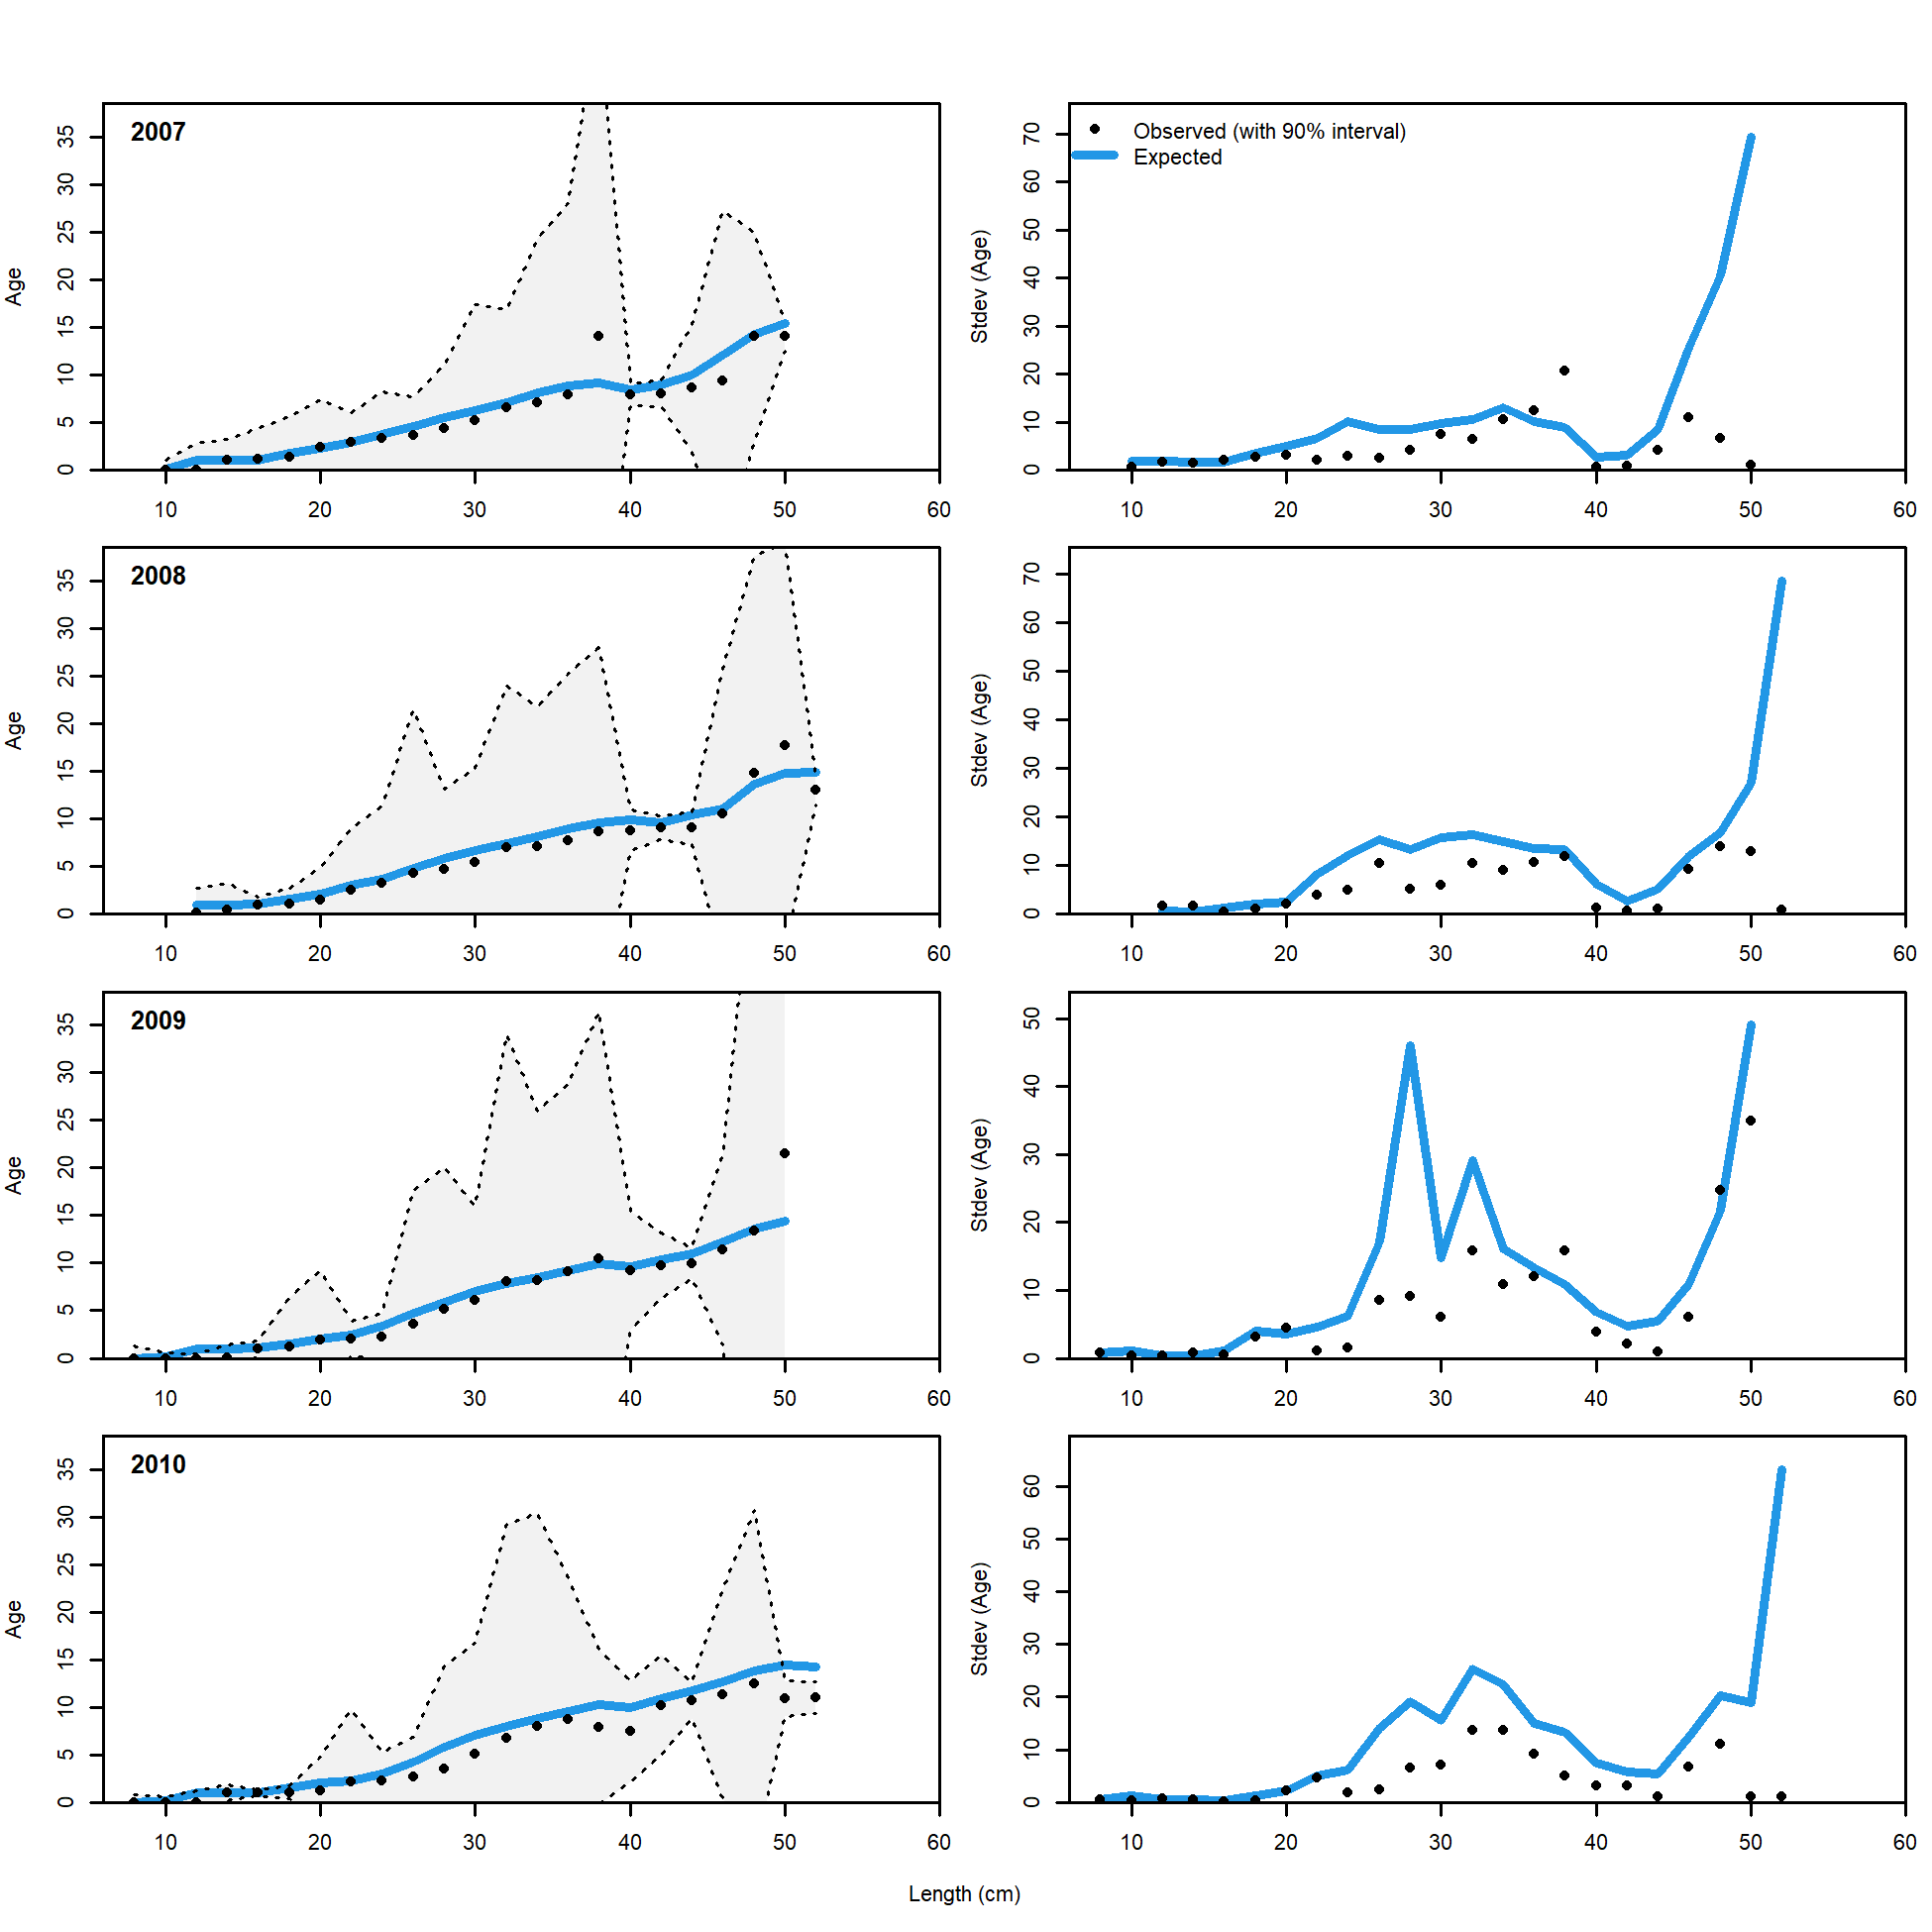 2007
Age
0 5 10 15 20 25 30 35
10 20 30 40 50 60
Observed (with 90% interval)
Expected
Stdev (Age)
0 10 20 30 40 50 60 70
10 20 30 40 50 60
2008
Age
0 5 10 15 20 25 30 35
10 20 30 40 50 60
Stdev (Age)
0 10 20 30 40 50 60 70
10 20 30 40 50 60
2009
Age
0 5 10 15 20 25 30 35
10 20 30 40 50 60
Stdev (Age)
0 10 20 30 40 50
10 20 30 40 50 60
2010
Age
0 5 10 15 20 25 30 35
10 20 30 40 50 60
Stdev (Age)
0 10 20 30 40 50 60
10 20 30 40 50 60
Length (cm)